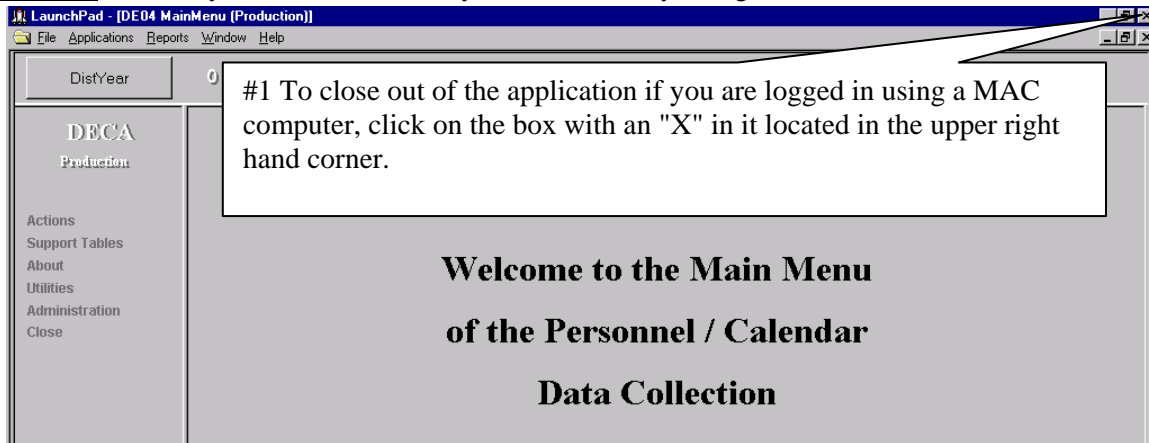 LaunchPad - [DE04 MainMenu (Production)]
File Applications Reports Window Help
DistYear
0
#1 To close out of the application if you are logged in using a MAC
computer, click on the box with an "X" in it located in the upper right
hand corner.
DECA
Production
Actions
Support Tables
About
Utilities
Administration
Close
Welcome to the Main Menu
of the Personnel / Calendar
Data Collection